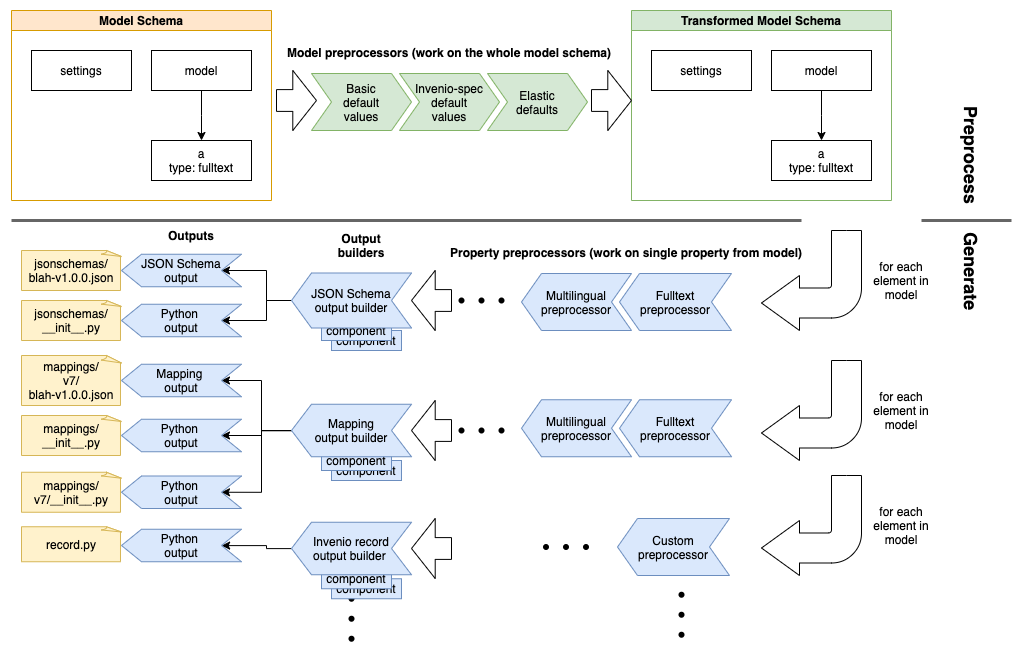 Model Schema
settings
model
a
type: fulltext
Model preprocessors (work on the whole model schema)
Basic
default
values
Invenio-spec
default
values
Elastic
defaults
Transformed Model Schema
settings
model
a
type: fulltext
Preprocess
Generate
Outputs
Output
builders
Property preprocessors (work on single property from model)
jsonschemas/
blah-v1.0.0.json
JSON Schema
output
jsonschemas/
__init__.py
Python
output
JSON Schema
output builder
component
component
Multilingual
preprocessor
Fulltext
preprocessor
for each
element in
model
mappings/
v7/
blah-v1.0.0.json
Mapping
output
mappings/
__init__.py
Python
output
mappings/
v7/__init__.py
Python
output
Mapping
output builder
component
component
Multilingual
preprocessor
Fulltext
preprocessor
for each
element in
model
record.py
Python
output
Invenio record
output builder
component
component
Custom
preprocessor
for each
element in
model